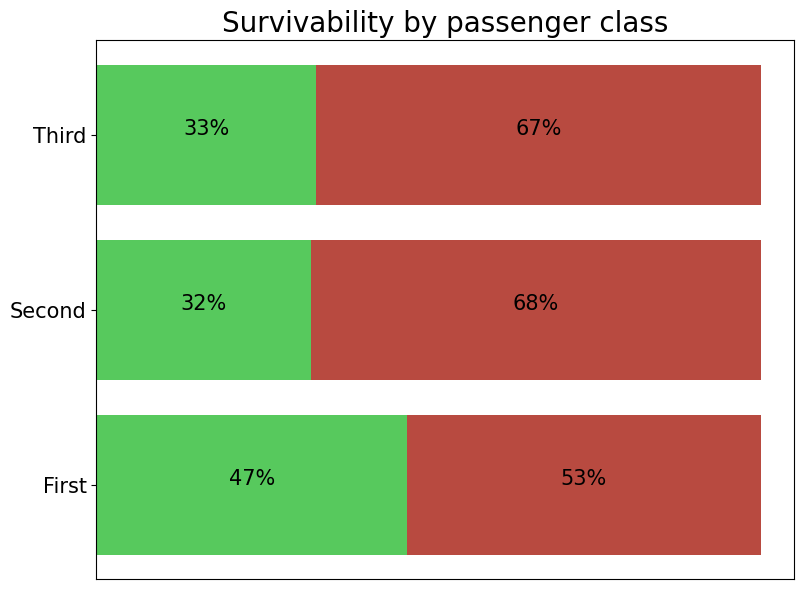 Survivability by passenger class
Third
33%
67%
Second
32%
68%
First
47%
53%